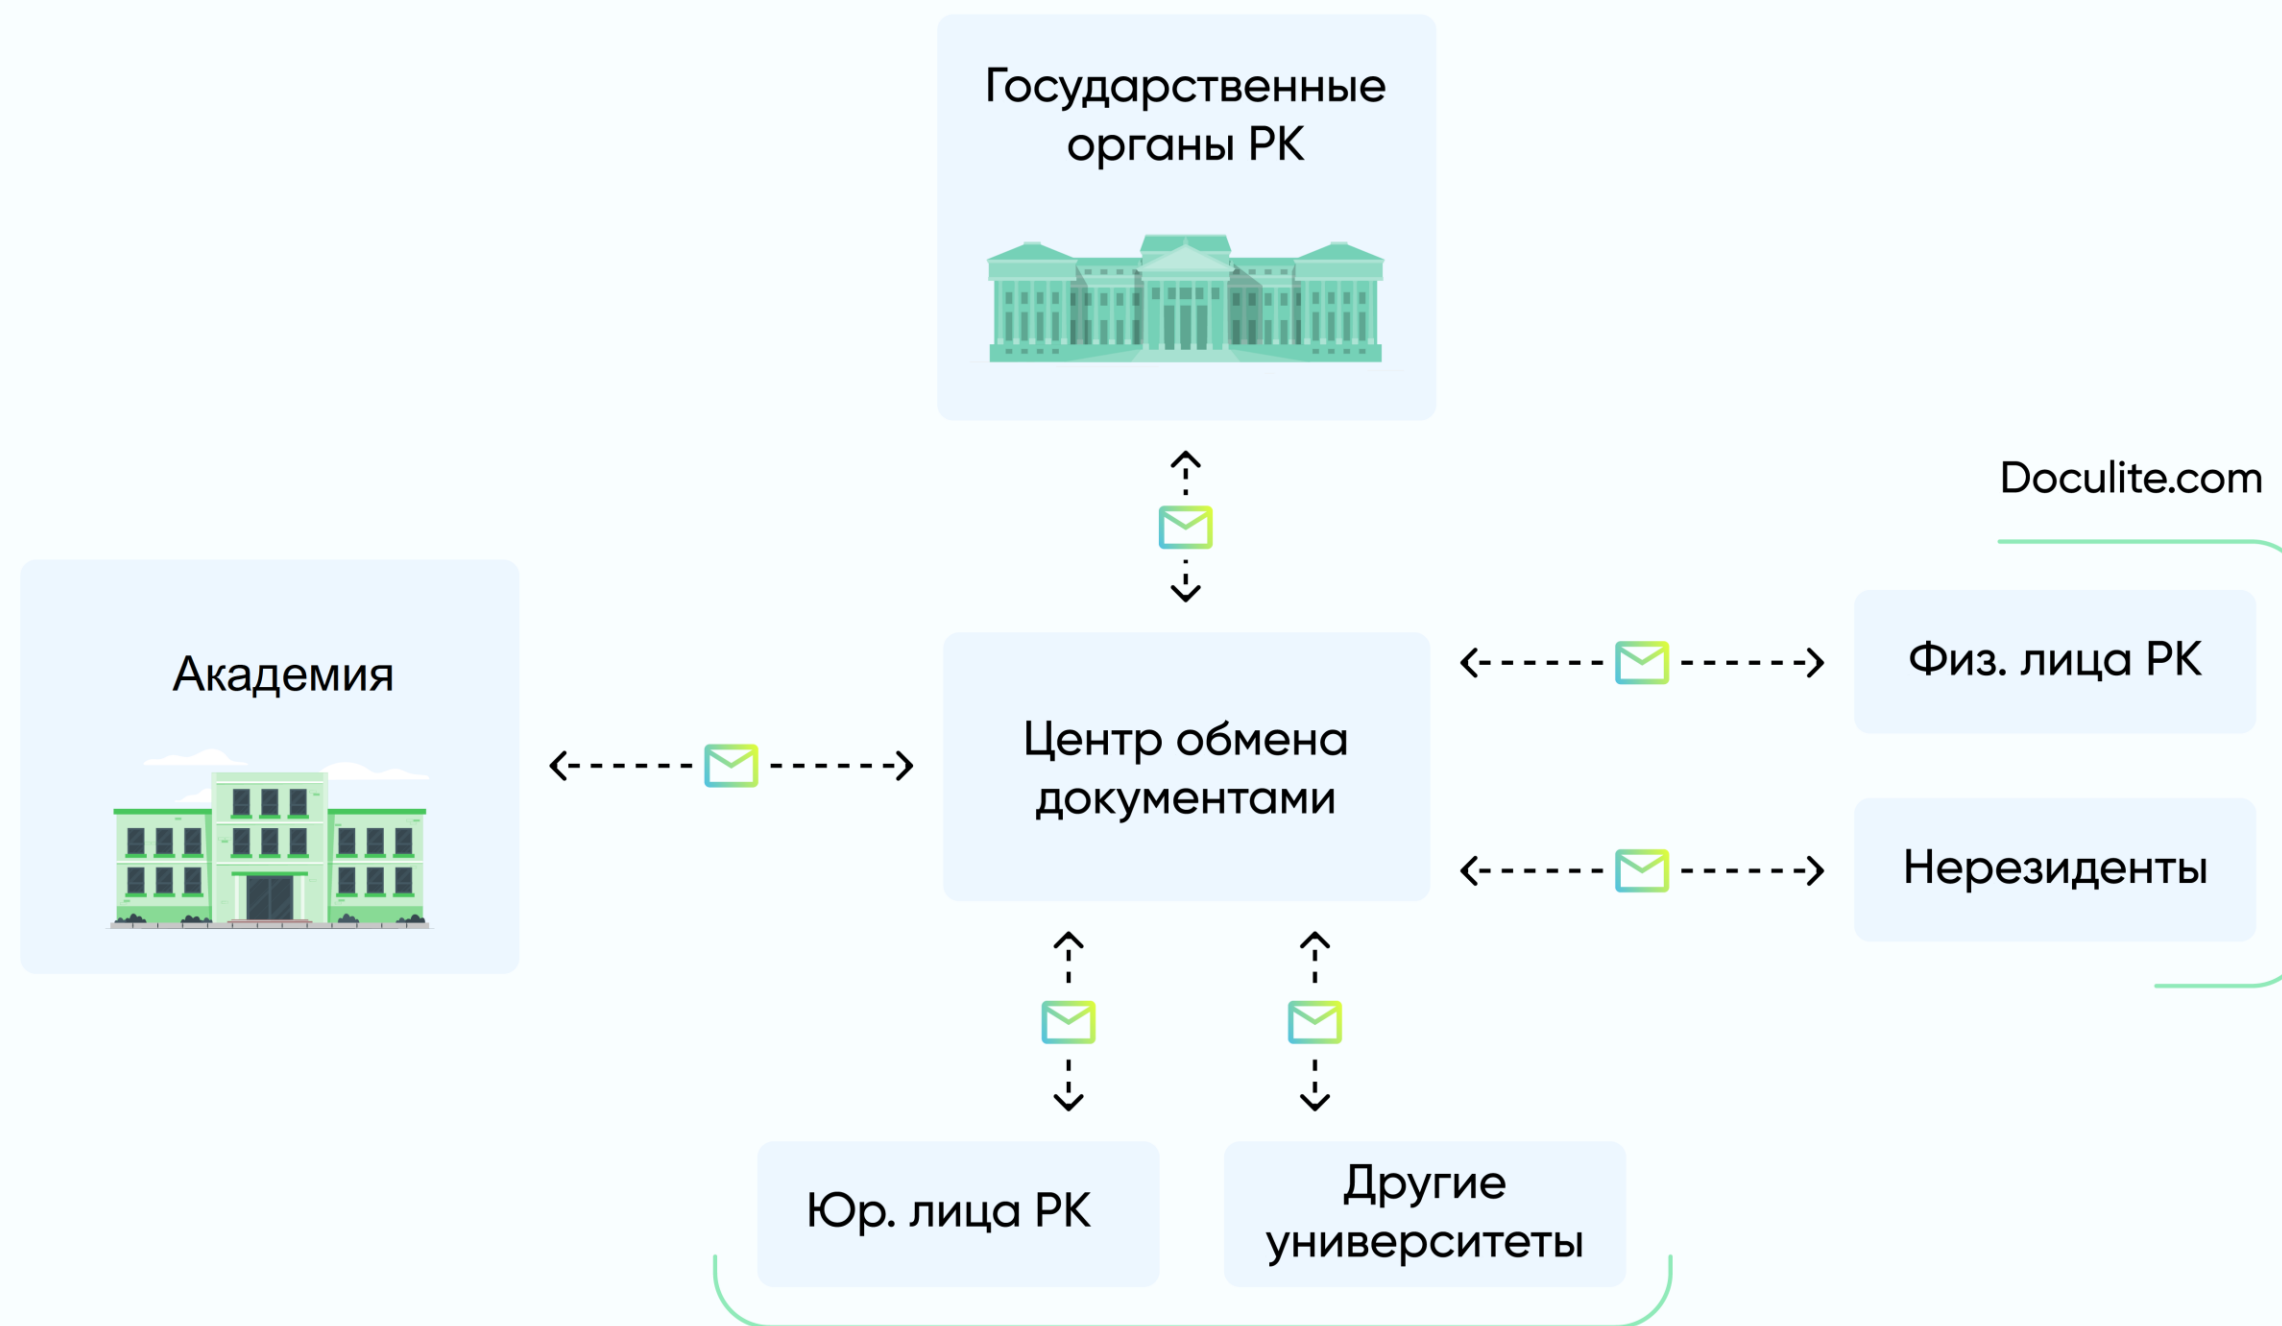 Государственные
органы РК
Doculite.com
Академия
Центр обмена
документами
Физ. лица РК
Нерезиденты
Юр. лица РК
Другие
университеты